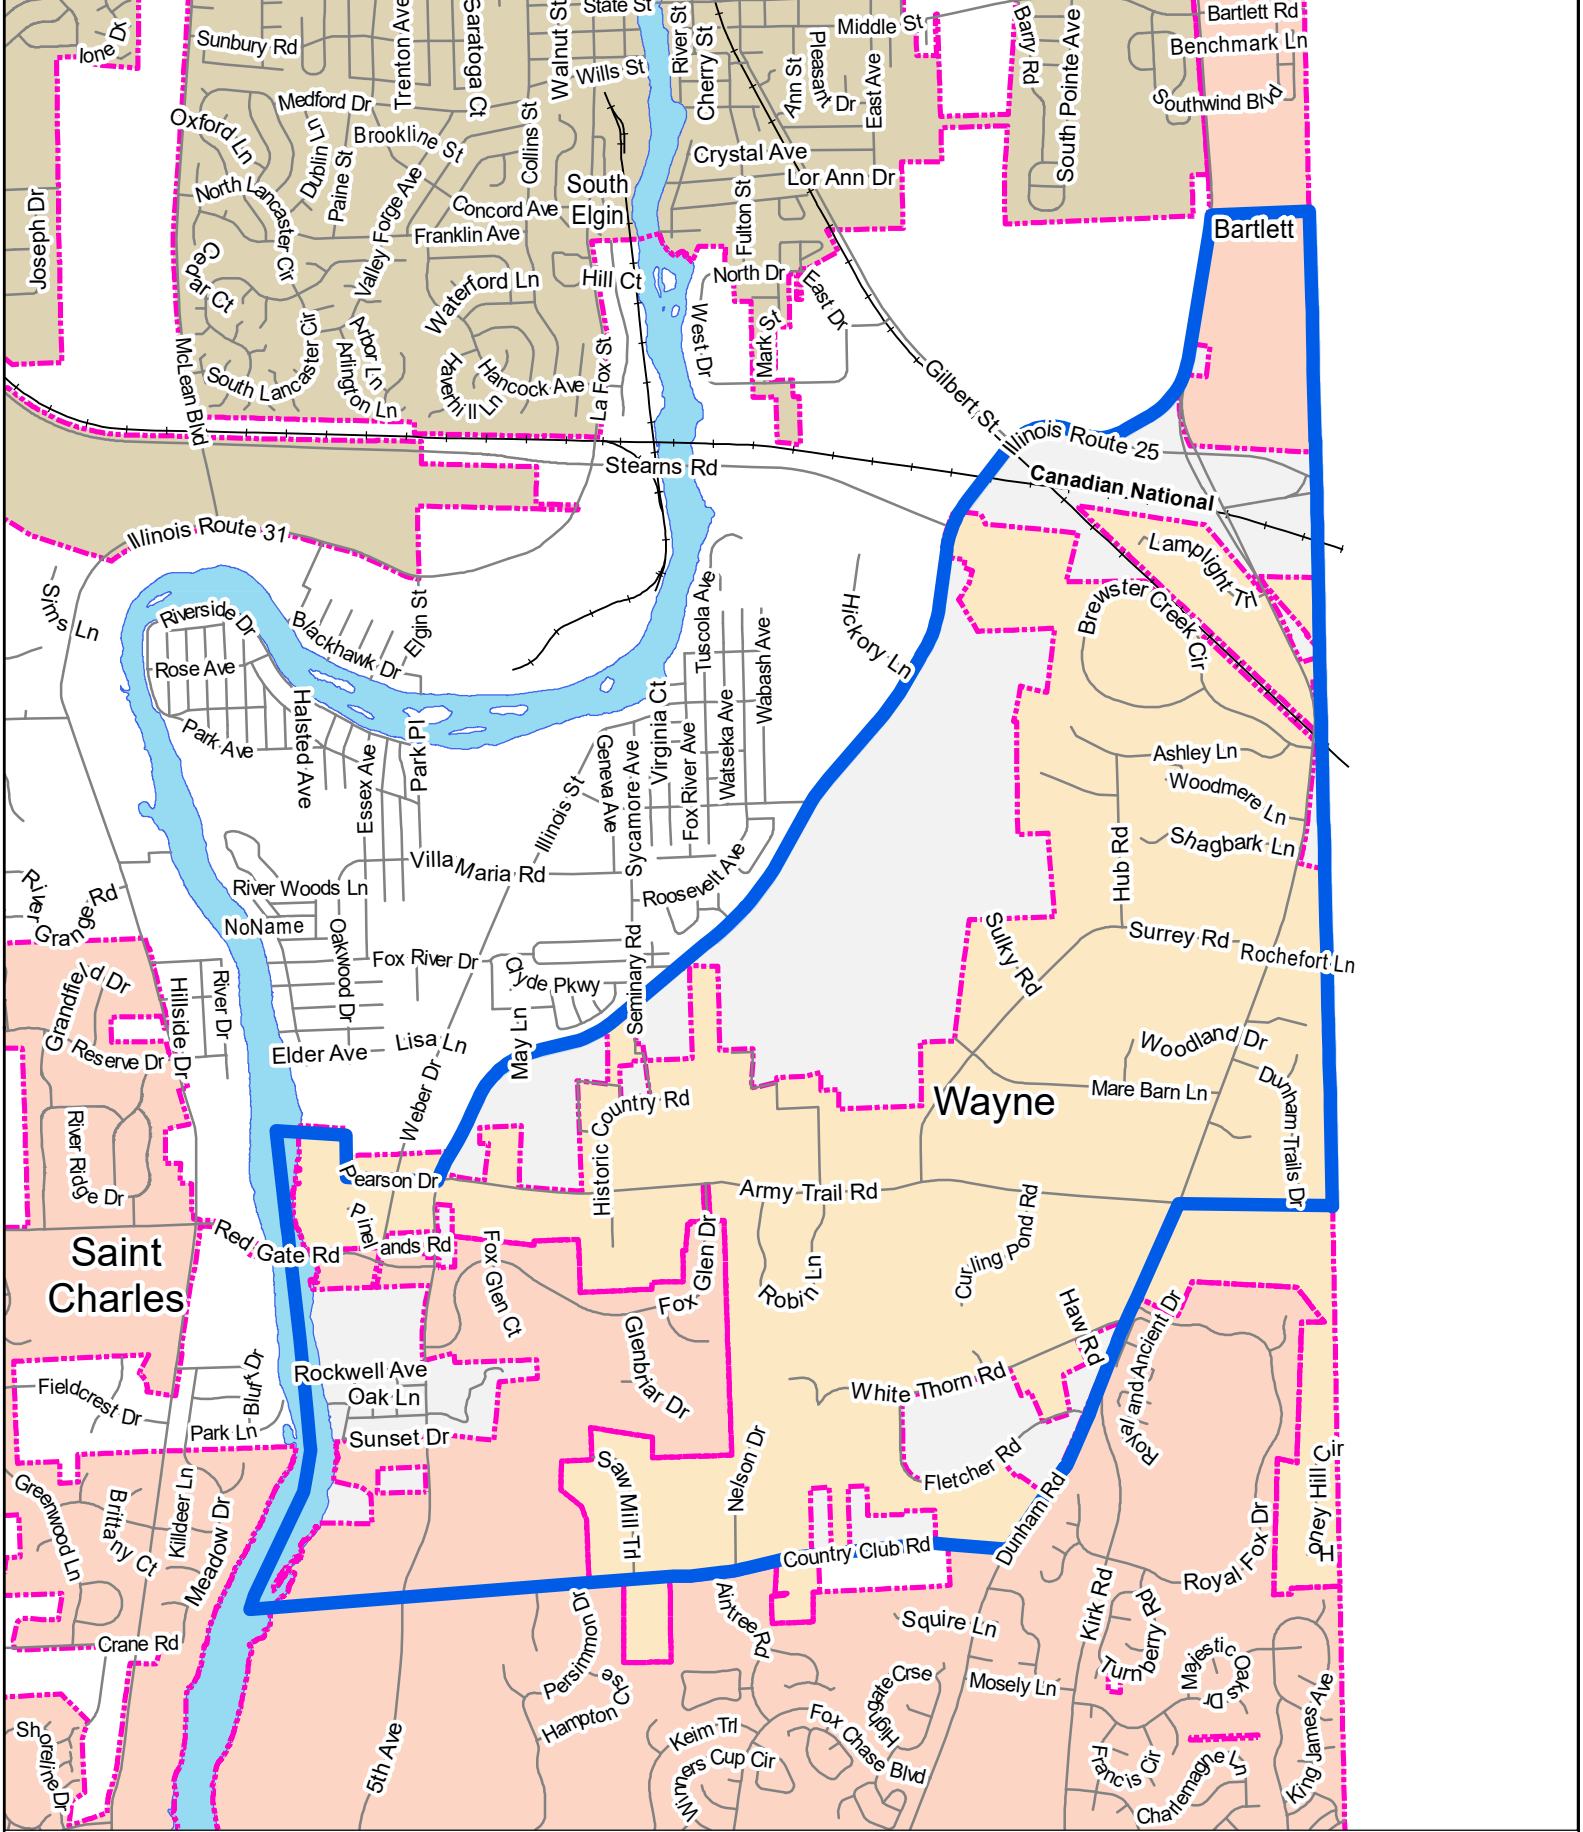 State St
River St
Middle St
Barry Rd
South Pointe Ave
Bartlett Rd
Benchmark Ln
Southwind Blvd
Ione Dr
Sunbury Rd
Trenton Ave
Saratoga Ct
Walnut St
Wills St
Cherry St
Ann St
Pleasant Dr
East Ave
Medford Dr
Oxford Ln
Dublin Ln
Brookline St
Collins St
Paine St
Crystal Ave
Lor Ann Dr
North Lancaster Cir
South
Elgin
Joseph Dr
Valley Forge Ave
Concord Ave
Franklin Ave
Fulton St
Bartlett
Cedar Ct
Waterford Ln
Hill Ct
North Dr
East Dr
West Dr
Mark St
McLean Blvd
South Lancaster Cir
Arbor Ln
Arlington Ln
Haverhill Ln
Hancock Ave
La Fox St
Gilbert St
Illinois Route 25
Stearns Rd
Canadian National
Illinois Route 31
Lamplight Trl
Brewster Creek Cir
Sims Ln
Riverside Dr
Blackhawk Dr
Elgin St
Tuscola Ave
Hickory Ln
Rose Ave
Wabash Ave
Virginia Ct
Park Ave
Halsted Ave
Park Pl
Essex Ave
Geneva Ave
Sycamore Ave
Fox River Ave
Watseka Ave
Ashley Ln
Woodmere Ln
Shagbark Ln
Hub Rd
Illinois St
Villa Maria Rd
Roosevelt Ave
River Grange Rd
River Woods Ln
NoName
Oakwood Dr
Fox River Dr
Clyde Pkwy
Seminary Rd
Sulky Rd
Surrey Rd
Rochefort Ln
Grandfield Dr
Hillside Dr
River Dr
Reserve Dr
Elder Ave
Lisa Ln
May Ln
Woodland Dr
Mare Barn Ln
Dunham Trails Dr
Wayne
Weber Dr
Historic Country Rd
River Ridge Dr
Pearson Dr
Army Trail Rd
Saint
Charles
Red Gate Rd
Pinelands Rd
Fox Glen Ct
Fox Glen Dr
Robin Ln
Curling Pond Rd
Haw Rd
Royal and Ancient Dr
Glenbriar Dr
Rockwell Ave
Oak Ln
White Thorn Rd
Fieldcrest Dr
Bluff Dr
Park Ln
Sunset Dr
Royal
Fletcher Rd
Saw Mill Trl
Nelson Dr
Greenwood Ln
Brittany Ct
Killdeer Ln
Meadow Dr
Dunham Rd
Country Club Rd
Royal Fox Dr
Honey Hill Cir
Persimmon Dr
Aintree Rd
Squire Ln
Kirk Rd
Turnberry Rd
Crane Rd
Hampton Crse
Highgate Crse
Mosely Ln
Majestic Oaks Dr
Shoreline Dr
5th Ave
Keim Trl
Winners Cup Cir
Fox Chase Blvd
Francis Cir
Charlemagne Ln
King James Ave